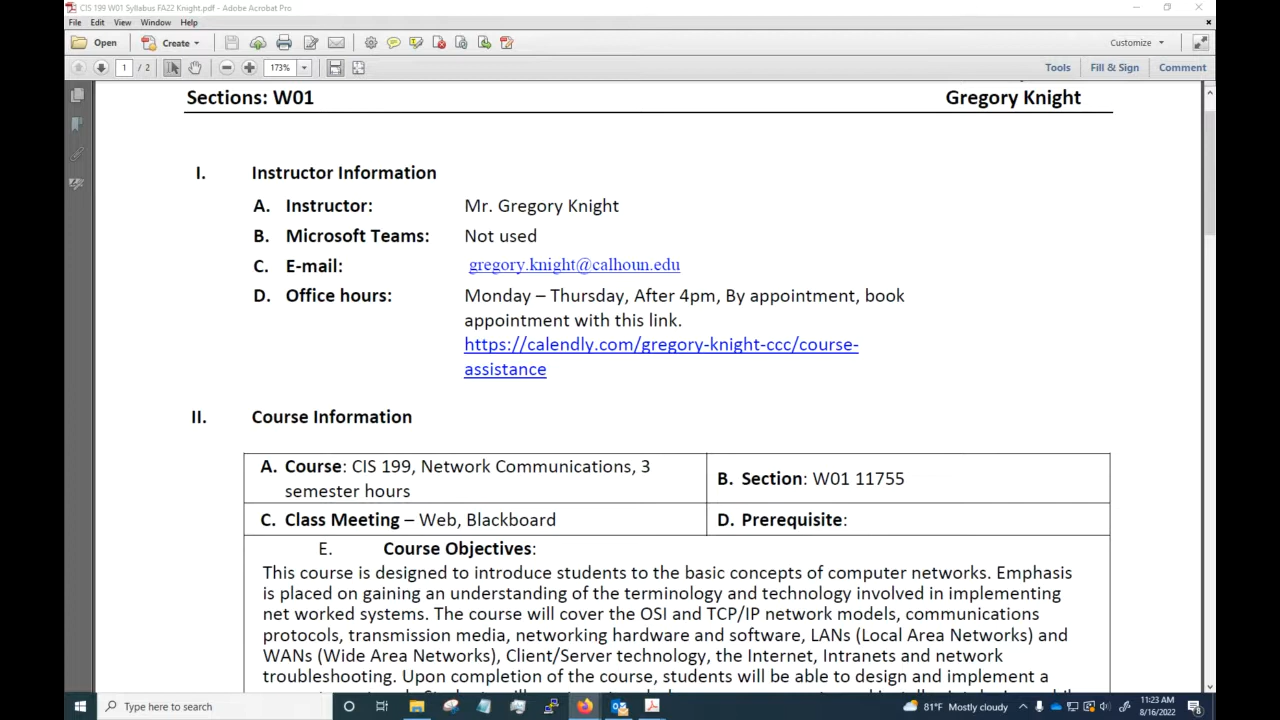 CIS 199 W01 Syllabus FA22 Knight.pdf - Adobe Acrobat Pro
File Edit View Window Help
Open Create Customize
1 / 2 173% Tools Fill & Sign Comment
Sections: W01 Gregory Knight
I. Instructor Information
A. Instructor: Mr. Gregory Knight
B. Microsoft Teams: Not used
C. E-mail: gregory.knight@calhoun.edu
D. Office hours: Monday – Thursday, After 4pm, By appointment, book
appointment with this link.
https://calendly.com/gregory-knight-ccc/course-
assistance
II. Course Information
A. Course: CIS 199, Network Communications, 3
semester hours
B. Section: W01 11755
C. Class Meeting – Web, Blackboard
D. Prerequisite:
E. Course Objectives:
This course is designed to introduce students to the basic concepts of computer networks. Emphasis
is placed on gaining an understanding of the terminology and technology involved in implementing
net worked systems. The course will cover the OSI and TCP/IP network models, communications
protocols, transmission media, networking hardware and software, LANs (Local Area Networks) and
WANs (Wide Area Networks), Client/Server technology, the Internet, Intranets and network
troubleshooting. Upon completion of the course, students will be able to design and implement a
Type here to search
81°F Mostly cloudy
11:23 AM
8/16/2022
8